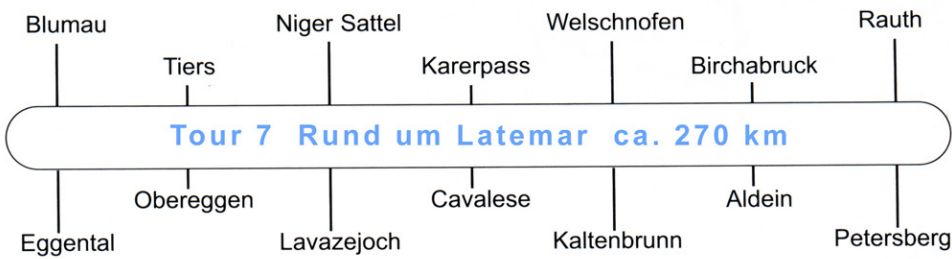 Blumau Niger Sattel Welschnofen Rauth
Tiers Karerpass Birchabruck
Tour 7 Rund um Latemar ca. 270 km
Obereggen Cavalese Aldein
Eggental Lavazejoch Kaltenbrunn Petersberg